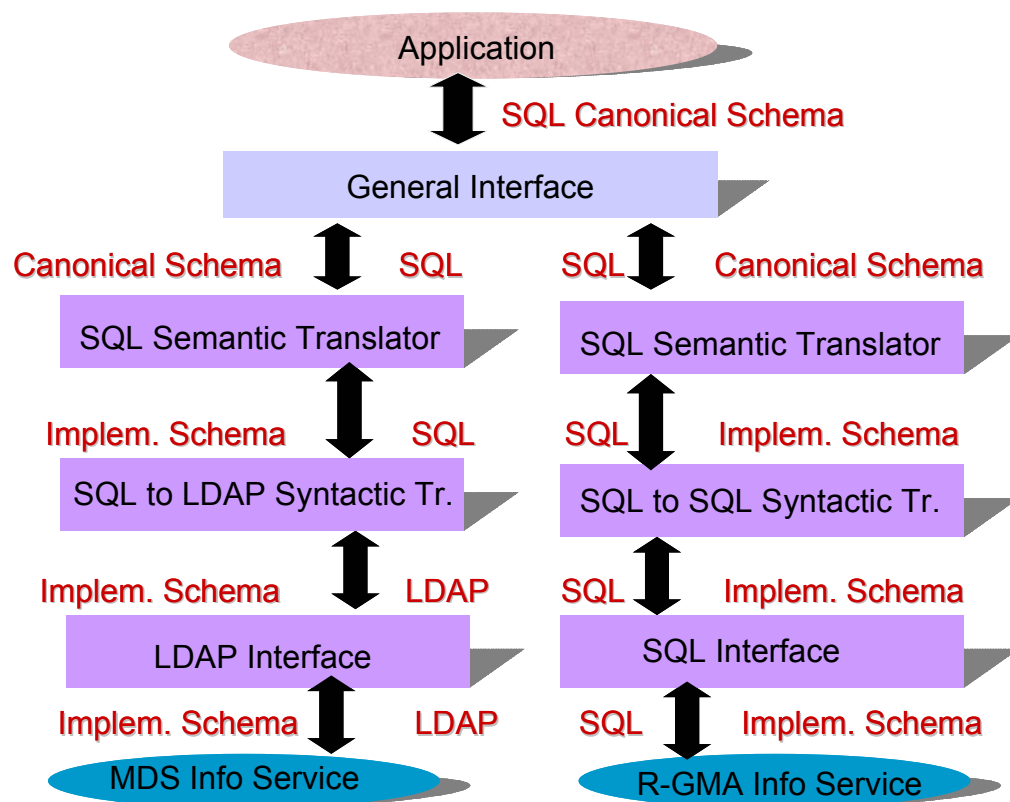 Application
SQL Canonical Schema
General Interface
Canonical Schema SQL SQL Canonical Schema
SQL Semantic Translator SQL Semantic Translator
Implem. Schema SQL SQL Implem. Schema
SQL to LDAP Syntactic Tr. SQL to SQL Syntactic Tr.
Implem. Schema LDAP SQL Implem. Schema
LDAP Interface SQL Interface
Implem. Schema LDAP SQL Implem. Schema
MDS Info Service R-GMA Info Service